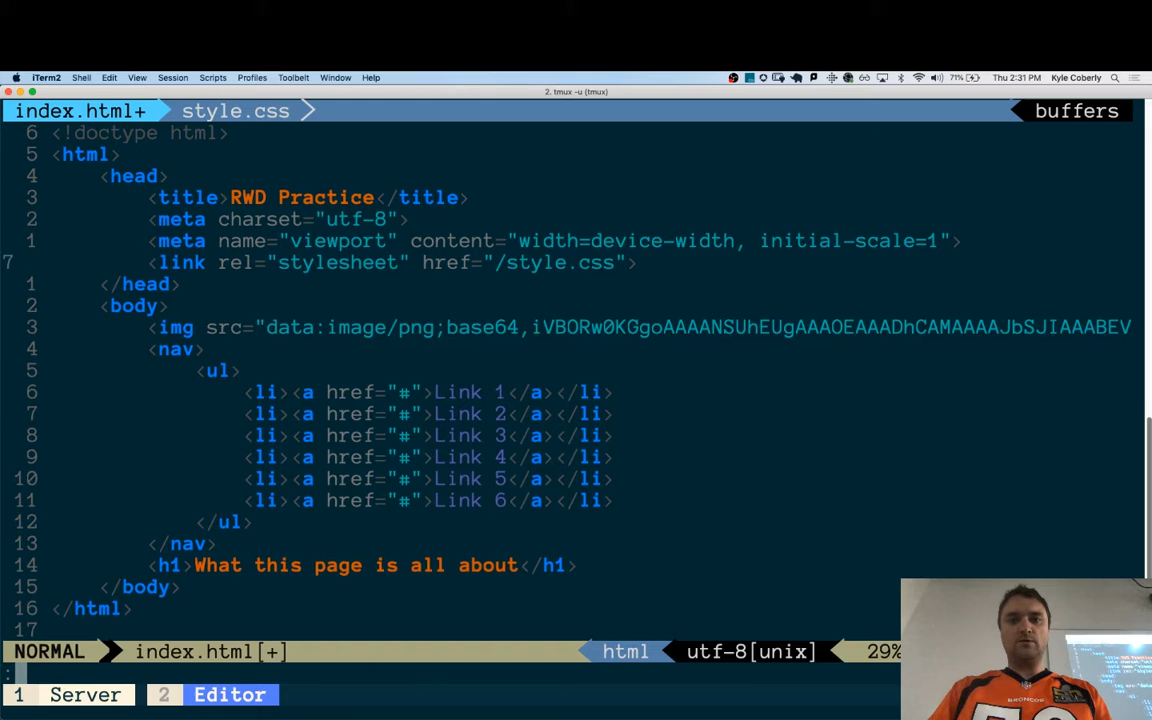 iTerm2 Shell Edit View Session Scripts Profiles Toolbelt Window Help 71% Thu 2:31 PM Kyle Coberly
2. tmux -u (tmux)
index.html+ style.css buffers
6 <!doctype html>
5 <html>
4 <head>
3 <title>RWD Practice</title>
2 <meta charset="utf-8">
1 <meta name="viewport" content="width=device-width, initial-scale=1">
7 <link rel="stylesheet" href="/style.css">
1 </head>
2 <body>
3 <img src="data:image/png;base64,iVBORw0KGgoAAAANSUhEUgAAAOEAAADhCAMAAAAJbSJIAAABEV
4 <nav>
5 <ul>
6 <li><a href="#">Link 1</a></li>
7 <li><a href="#">Link 2</a></li>
8 <li><a href="#">Link 3</a></li>
9 <li><a href="#">Link 4</a></li>
10 <li><a href="#">Link 5</a></li>
11 <li><a href="#">Link 6</a></li>
12 </ul>
13 </nav>
14 <h1>What this page is all about</h1>
15 </body>
16 </html>
17
NORMAL index.html[+] html utf-8[unix] 29%
:
1 Server 2 Editor
BRONCOS